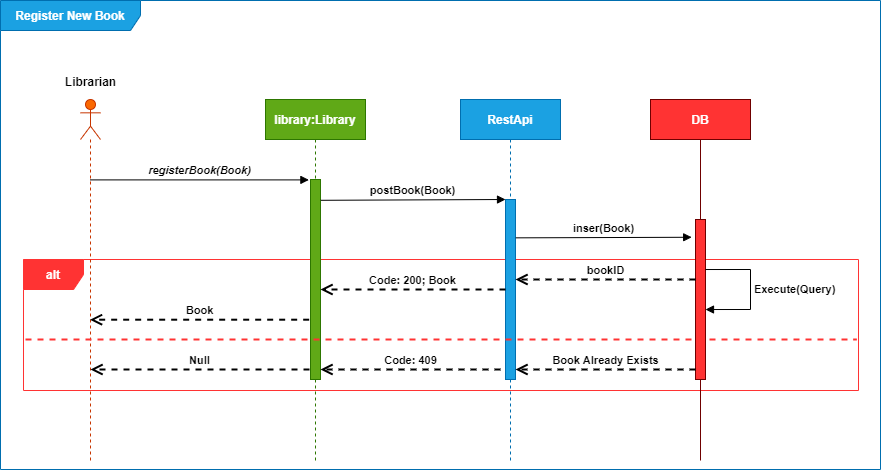 Register New Book
Librarian
library:Library
RestApi
DB
registerBook(Book)
postBook(Book)
inser(Book)
alt
bookID
Code: 200; Book
Execute(Query)
Book
Null
Code: 409
Book Already Exists